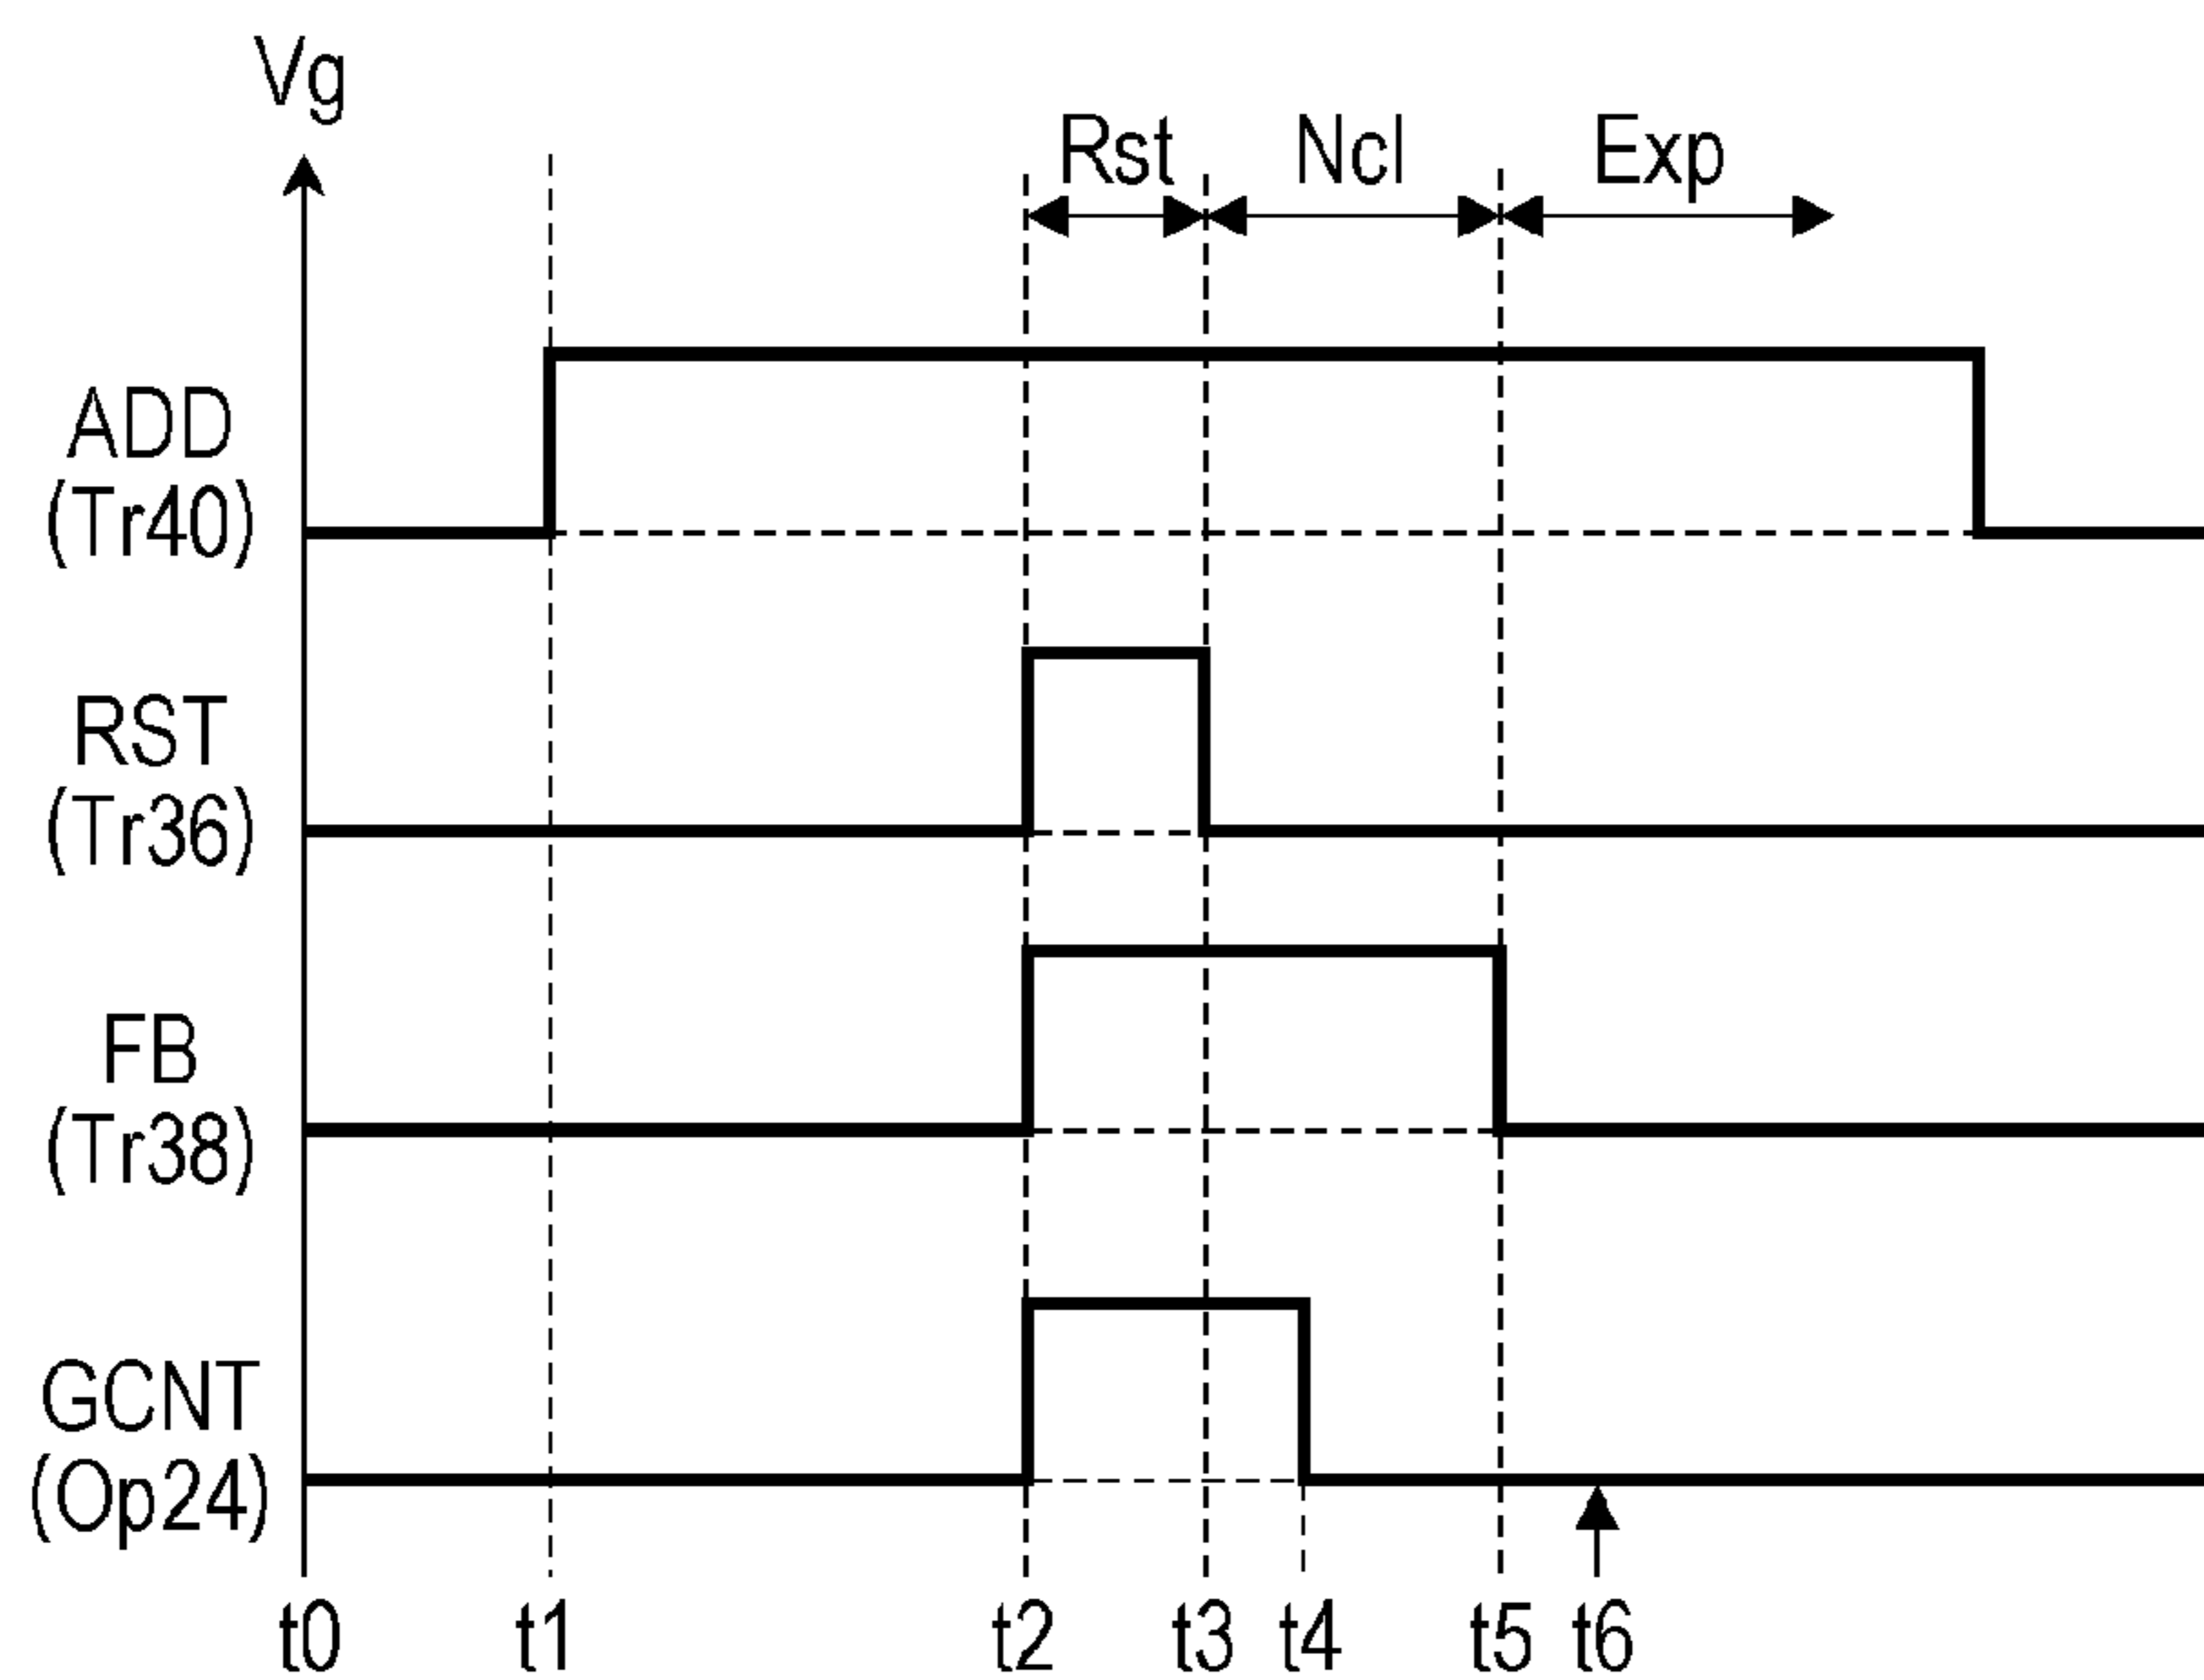 Vg
Rst Ncl Exp
ADD
(Tr40)
RST
(Tr36)
FB
(Tr38)
GCNT
(Op24)
t0 t1 t2 t3 t4 t5 t6